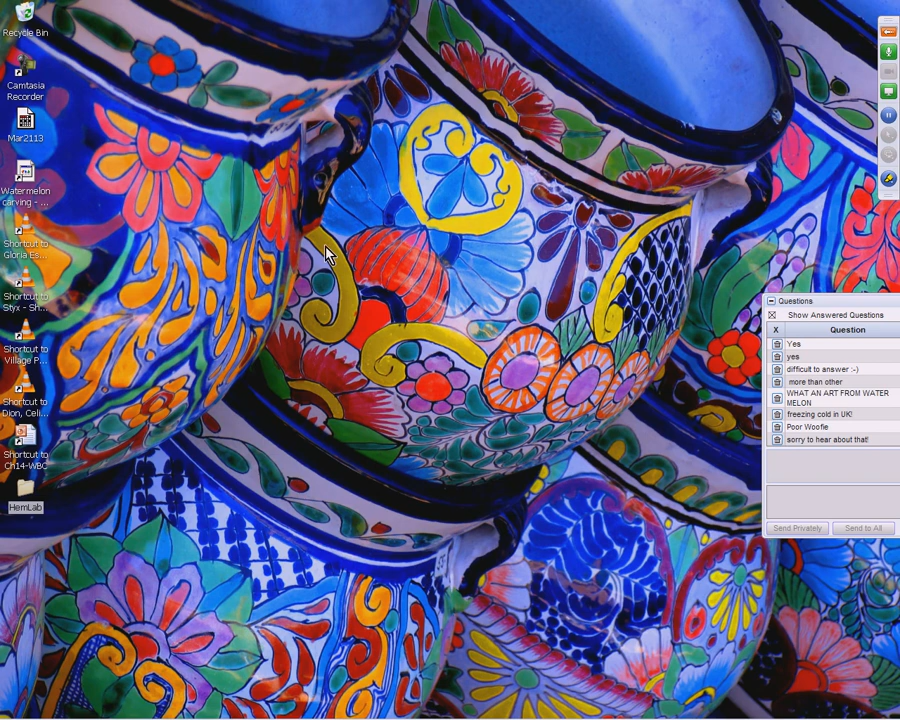 Recycle Bin
Camtasia
Recorder
Mar2113
Watermelon
carving - ...
Shortcut to
Gloria Es...
Shortcut to
Styx - Sh...
Shortcut to
Village P...
Shortcut to
Dion, Celi...
Shortcut to
Ch14-WBC
HemLab
Questions
Show Answered Questions
X Question
Yes
yes
difficult to answer :-)
more than other
WHAT AN ART FROM WATER
MELON
freezing cold in UK!
Poor Woofie
sorry to hear about that!
Send Privately
Send to All